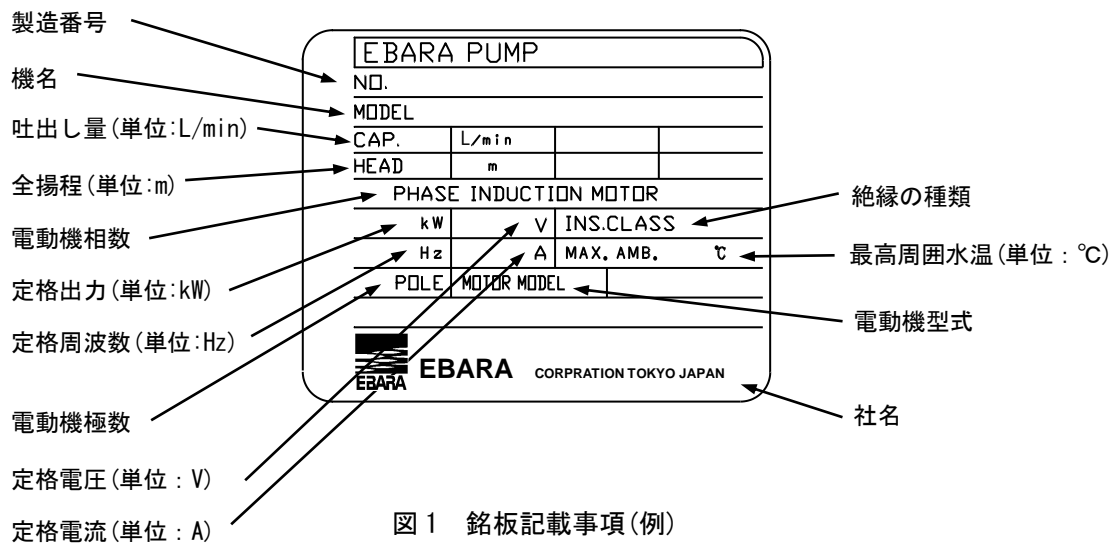 製造番号
機名
吐出し量(単位:L/min)
全揚程(単位:m)
電動機相数
定格出力(単位:kW)
定格周波数(単位:Hz)
電動機極数
定格電圧(単位：V)
定格電流(単位：A)
EBARA PUMP
NO.
MODEL
CAP. L/min
HEAD m
PHASE INDUCTION MOTOR
kW V INS.CLASS
Hz A MAX. AMB. ℃
POLE MOTOR MODEL
EBARA
EBARA CORPRATION TOKYO JAPAN
絶縁の種類
最高周囲水温(単位：℃)
電動機型式
社名
図1 銘板記載事項(例)